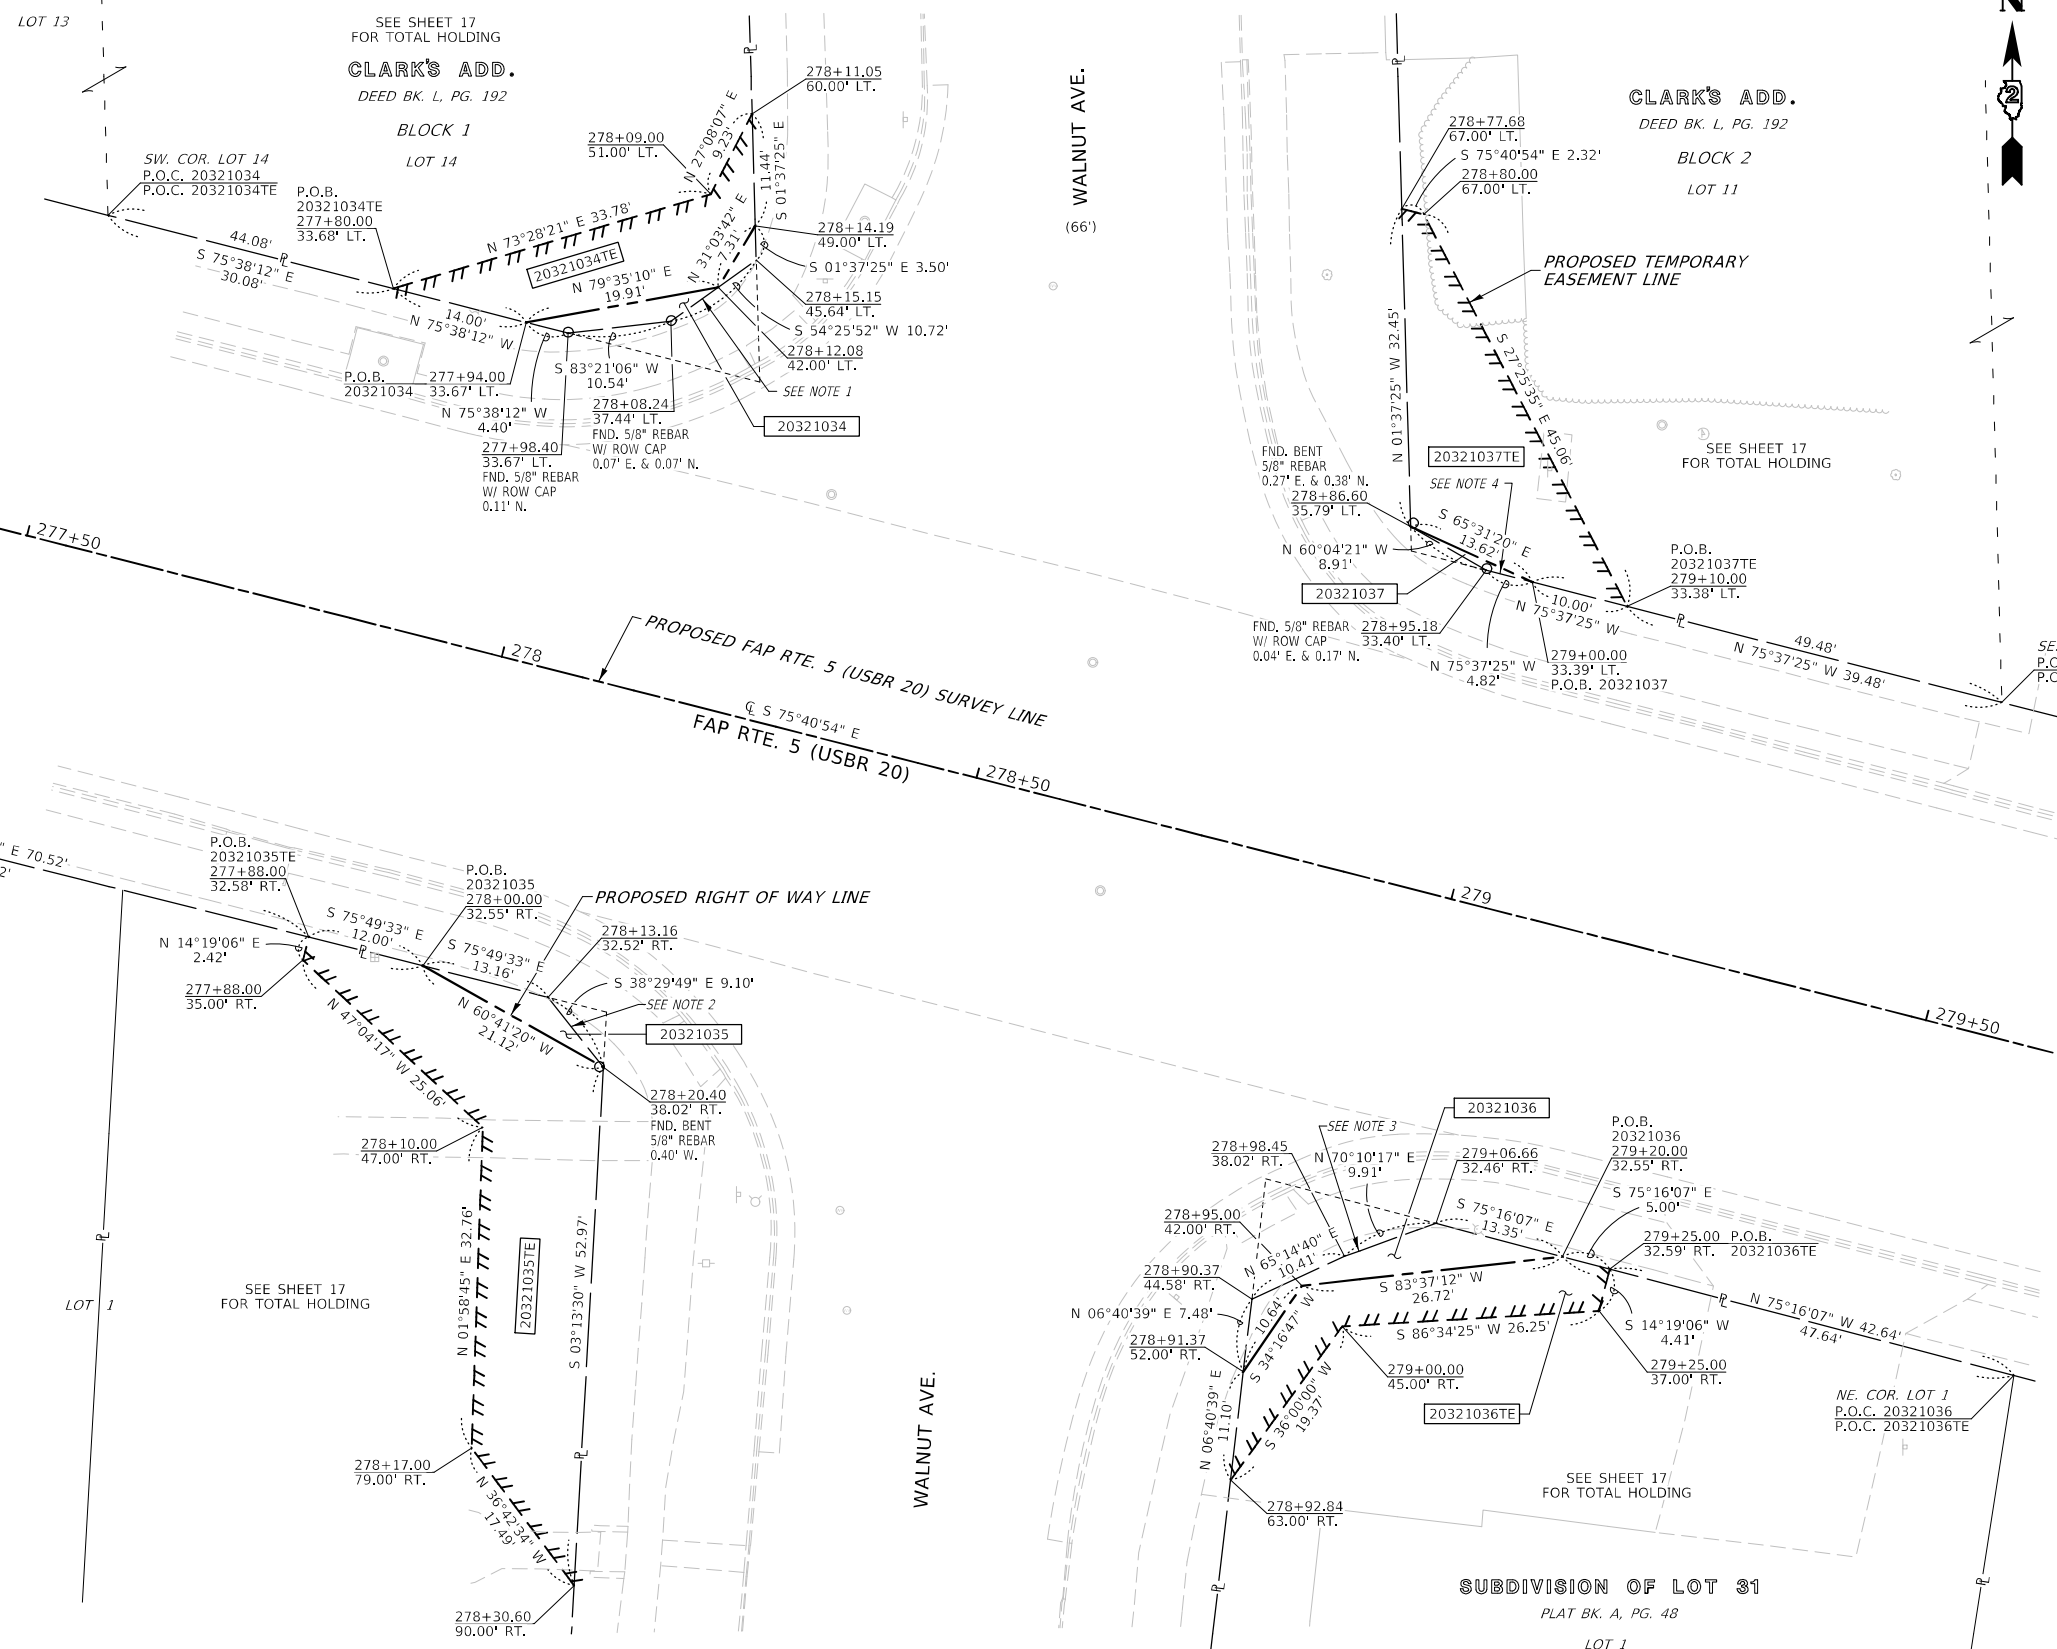 LOT 13
SEE SHEET 17
FOR TOTAL HOLDING
CLARK'S ADD.
DEED BK. L, PG. 192
BLOCK 1
LOT 14
SW. COR. LOT 14
P.O.C. 20321034
P.O.C. 20321034TE
P.O.B.
20321034TE
277+80.00
33.68' LT.
278+09.00
51.00' LT.
278+11.05
60.00' LT.
N 27°08'07" E
9.23'
11.44'
S 01°37'25" E
N 73°28'21" E 33.78'
20321034TE
N 31°03'42" E
7.31'
278+14.19
49.00' LT.
S 01°37'25" E 3.50'
278+15.15
45.64' LT.
S 54°25'52" W 10.72'
278+12.08
42.00' LT.
SEE NOTE 1
20321034
44.08'
PL
S 75°38'12" E
30.08'
N 79°35'10" E
19.91'
14.00'
N 75°38'12" W
P.O.B.
20321034
277+94.00
33.67' LT.
S 83°21'06" W
10.54'
N 75°38'12" W
4.40'
278+08.24
37.44' LT.
FND. 5/8" REBAR
W/ ROW CAP
0.07' E. & 0.07' N.
277+98.40
33.67' LT.
FND. 5/8" REBAR
W/ ROW CAP
0.11' N.
PL
WALNUT AVE.
(66')
PL
N
2
CLARK'S ADD.
DEED BK. L, PG. 192
BLOCK 2
LOT 11
278+77.68
67.00' LT.
S 75°40'54" E 2.32'
278+80.00
67.00' LT.
PROPOSED TEMPORARY
EASEMENT LINE
N 01°37'25" W 32.45'
S 27°25'35" E 45.06'
SEE SHEET 17
FOR TOTAL HOLDING
20321037TE
SEE NOTE 4
FND. BENT
5/8" REBAR
0.27' E. & 0.38' N.
278+86.60
35.79' LT.
S 65°31'20" E
13.62'
N 60°04'21" W
8.91'
20321037
P.O.B.
20321037TE
279+10.00
33.38' LT.
10.00'
N 75°37'25" W
FND. 5/8" REBAR
W/ ROW CAP
0.04' E. & 0.17' N.
278+95.18
33.40' LT.
N 75°37'25" W
4.82'
279+00.00
33.39' LT.
P.O.B. 20321037
PL
49.48'
N 75°37'25" W 39.48'
SE.
P.O
P.O
277+50
278
PROPOSED FAP RTE. 5 (USBR 20) SURVEY LINE
CL S 75°40'54" E
FAP RTE. 5 (USBR 20)
278+50
279
279+50
" E 70.52'
2'
P.O.B.
20321035TE
277+88.00
32.58' RT.
P.O.B.
20321035
278+00.00
32.55' RT.
PROPOSED RIGHT OF WAY LINE
S 75°49'33" E
12.00'
PL
N 14°19'06" E
2.42'
277+88.00
35.00' RT.
S 75°49'33" E
13.16'
278+13.16
32.52' RT.
S 38°29'49" E 9.10'
SEE NOTE 2
20321035
N 60°41'20" W
21.12'
N 47°04'17" W 25.06'
278+20.40
38.02' RT.
FND. BENT
5/8" REBAR
0.40' W.
278+10.00
47.00' RT.
N 01°58'45" E 32.76'
20321035TE
S 03°13'30" W 52.97'
PL
SEE SHEET 17
FOR TOTAL HOLDING
LOT 1
PL
278+17.00
79.00' RT.
N 36°42'34" W
17.49'
278+30.60
90.00' RT.
WALNUT AVE.
20321036
SEE NOTE 3
278+98.45
38.02' RT.
N 70°10'17" E
9.91'
279+06.66
32.46' RT.
P.O.B.
20321036
279+20.00
32.55' RT.
S 75°16'07" E
5.00'
S 75°16'07" E
13.35'
278+95.00
42.00' RT.
N 65°14'40" E
10.41'
279+25.00
32.59' RT.
P.O.B.
20321036TE
278+90.37
44.58' RT.
S 83°37'12" W
26.72'
N 06°40'39" E 7.48'
10.64'
S 34°16'47" W
S 86°34'25" W 26.25'
S 14°19'06" W
4.41'
PL
N 75°16'07" W 42.64'
47.64'
278+91.37
52.00' RT.
279+00.00
45.00' RT.
279+25.00
37.00' RT.
N 06°40'39" E
11.10'
S 36°00'00" W
19.37'
20321036TE
NE. COR. LOT 1
P.O.C. 20321036
P.O.C. 20321036TE
278+92.84
63.00' RT.
SEE SHEET 17
FOR TOTAL HOLDING
PL
PL
SUBDIVISION OF LOT 31
PLAT BK. A, PG. 48
LOT 1